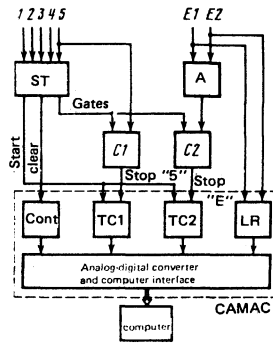 1 2 3 4 5 E1 E2
ST A
Gates
Start
clear
C1 C2
Stop "5" Stop "E"
Cont TC1 TC2 LR
Analog-digital converter
and computer interface
CAMAC
computer